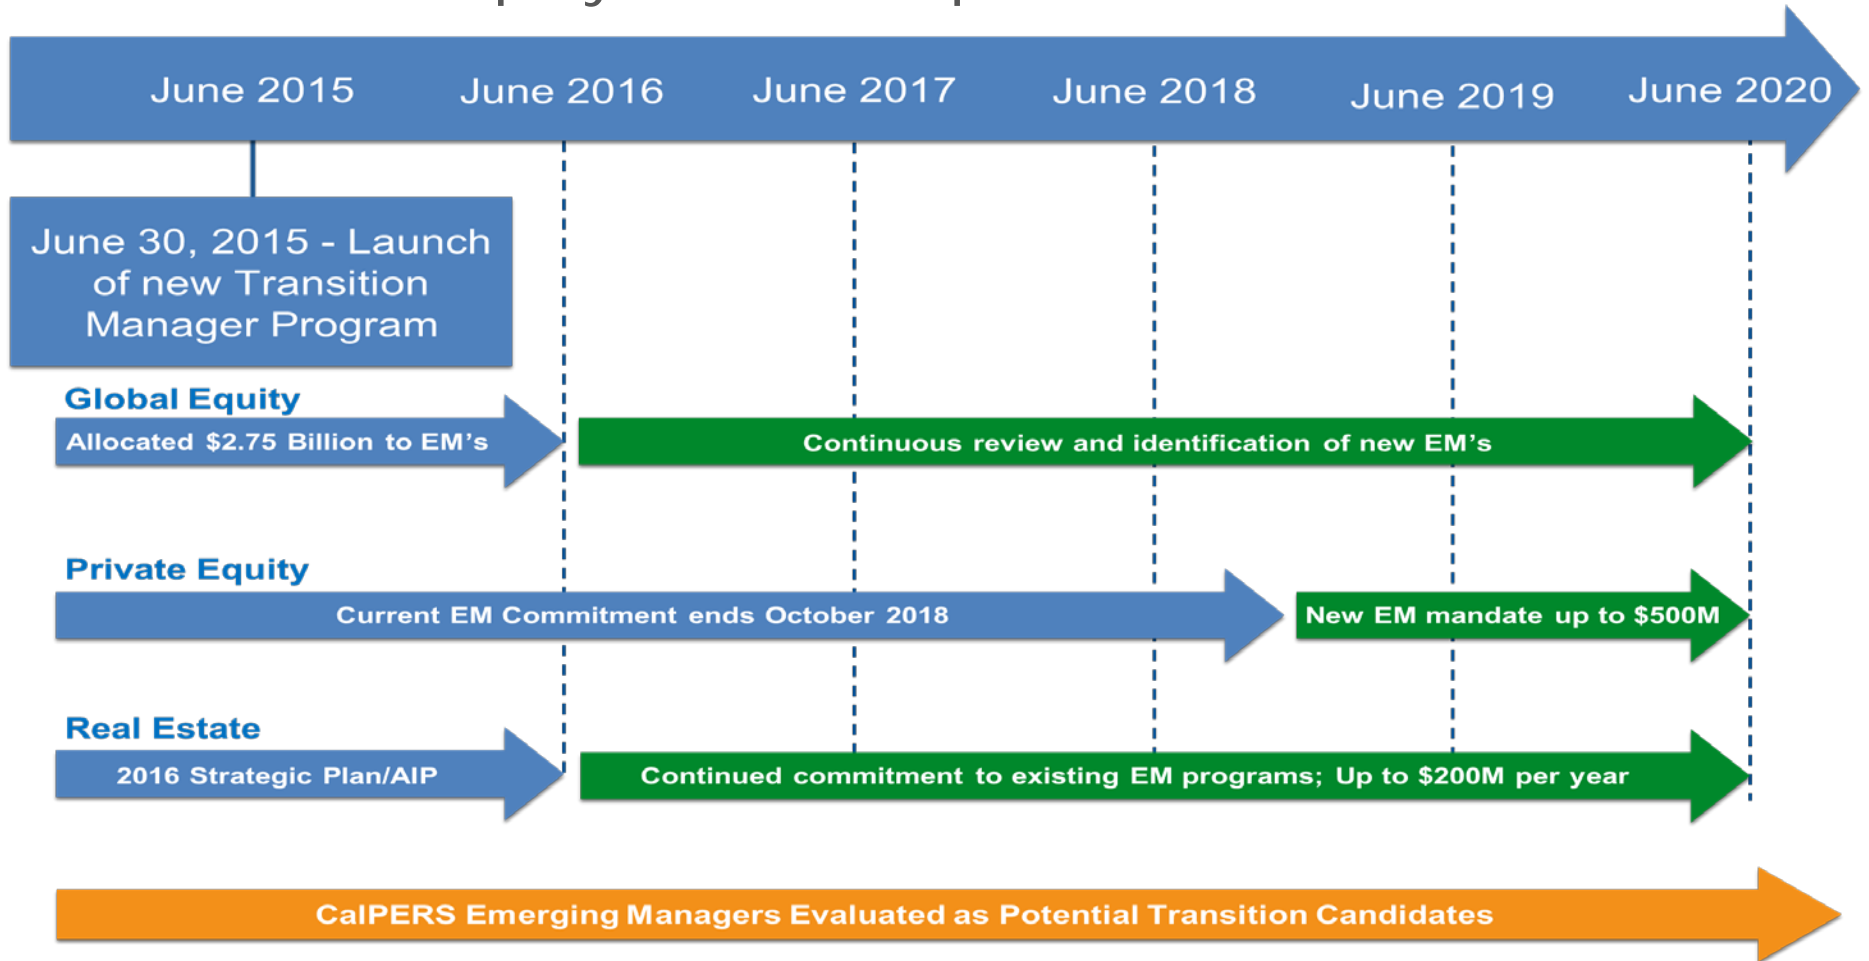 June 2015 June 2016 June 2017 June 2018 June 2019 June 2020
June 30, 2015 - Launch
of new Transition
Manager Program
Global Equity
Allocated $2.75 Billion to EM's
Continuous review and identification of new EM's
Private Equity
Current EM Commitment ends October 2018
New EM mandate up to $500M
Real Estate
2016 Strategic Plan/AIP
Continued commitment to existing EM programs; Up to $200M per year
CalPERS Emerging Managers Evaluated as Potential Transition Candidates